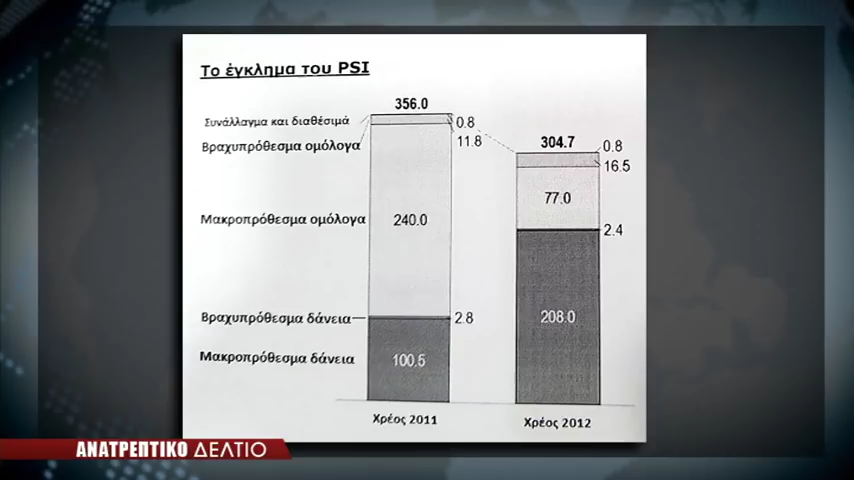 Το έγκλημα του PSI
356.0
Συνάλλαγμα και διαθέσιμά
0.8
Βραχυπρόθεσμα ομόλογα
11.8
304.7
0.8
16.5
77.0
Μακροπρόθεσμα ομόλογα
240.0
2.4
Βραχυπρόθεσμα δάνεια
2.8
208.0
Μακροπρόθεσμα δάνεια
100.5
Χρέος 2011
Χρέος 2012
ΑΝΑΤΡΕΠΤΙΚΟ ΔΕΛΤΙΟ